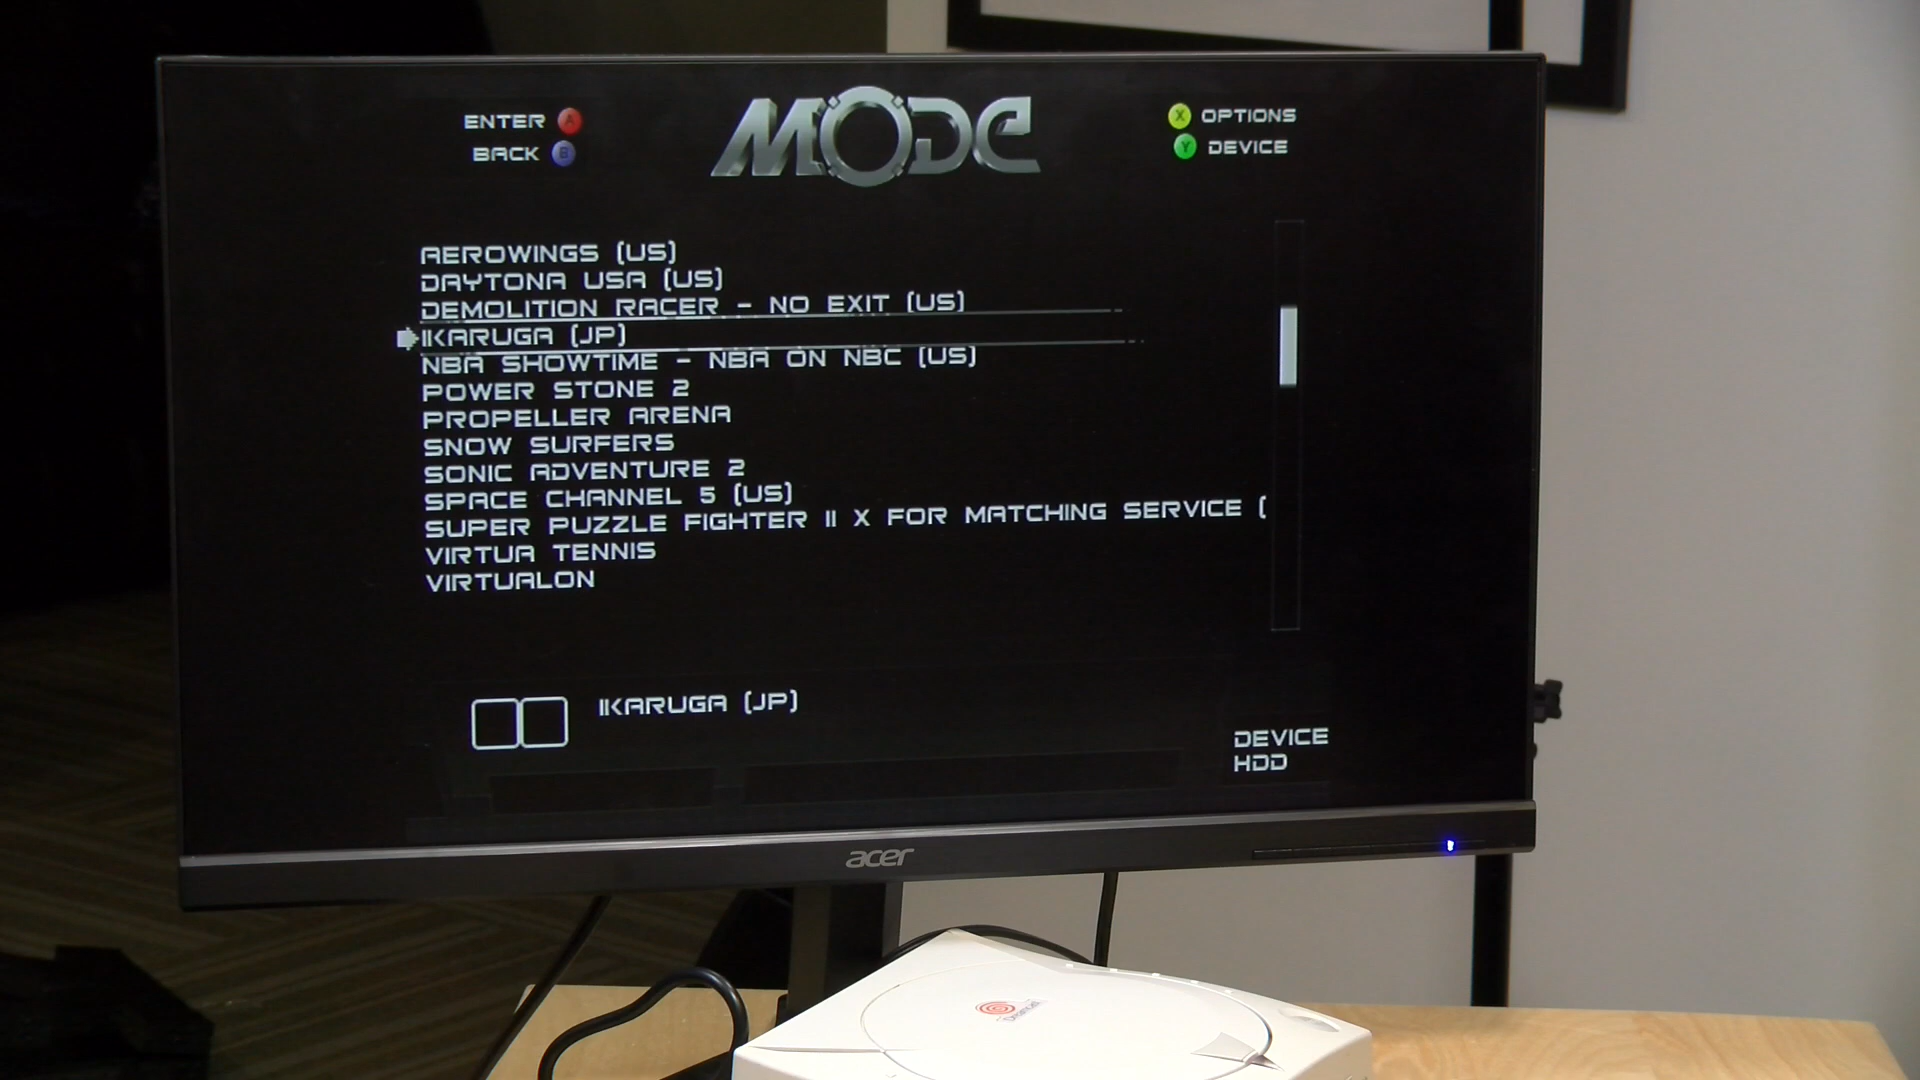 ENTER A
BACK B
MODE
X OPTIONS
Y DEVICE
AEROWINGS (US)
DAYTONA USA (US)
DEMOLITION RACER - NO EXIT (US)
IKARUGA (JP)
NBA SHOWTIME - NBA ON NBC (US)
POWER STONE 2
PROPELLER ARENA
SNOW SURFERS
SONIC ADVENTURE 2
SPACE CHANNEL 5 (US)
SUPER PUZZLE FIGHTER II X FOR MATCHING SERVICE (
VIRTUA TENNIS
VIRTUALON
IKARUGA (JP)
DEVICE
HDD
acer
Dreamcast